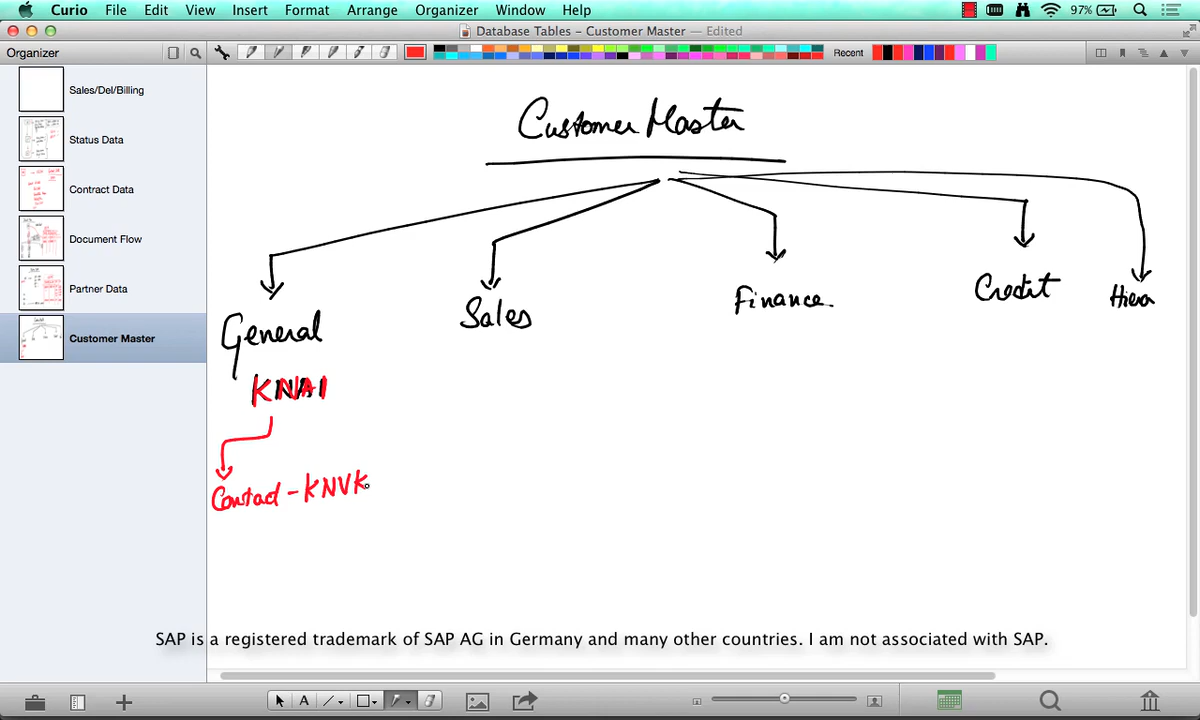 Curio File Edit View Insert Format Arrange Organizer Window Help 97%
Database Tables – Customer Master — Edited
Organizer Recent
Sales/Del/Billing
Status Data
Contract Data
Document Flow
Partner Data
Customer Master
Customer Master
General
Sales
Finance
Credit
Hiera
KNA1
Contact - KNVK
SAP is a registered trademark of SAP AG in Germany and many other countries. I am not associated with SAP.
A